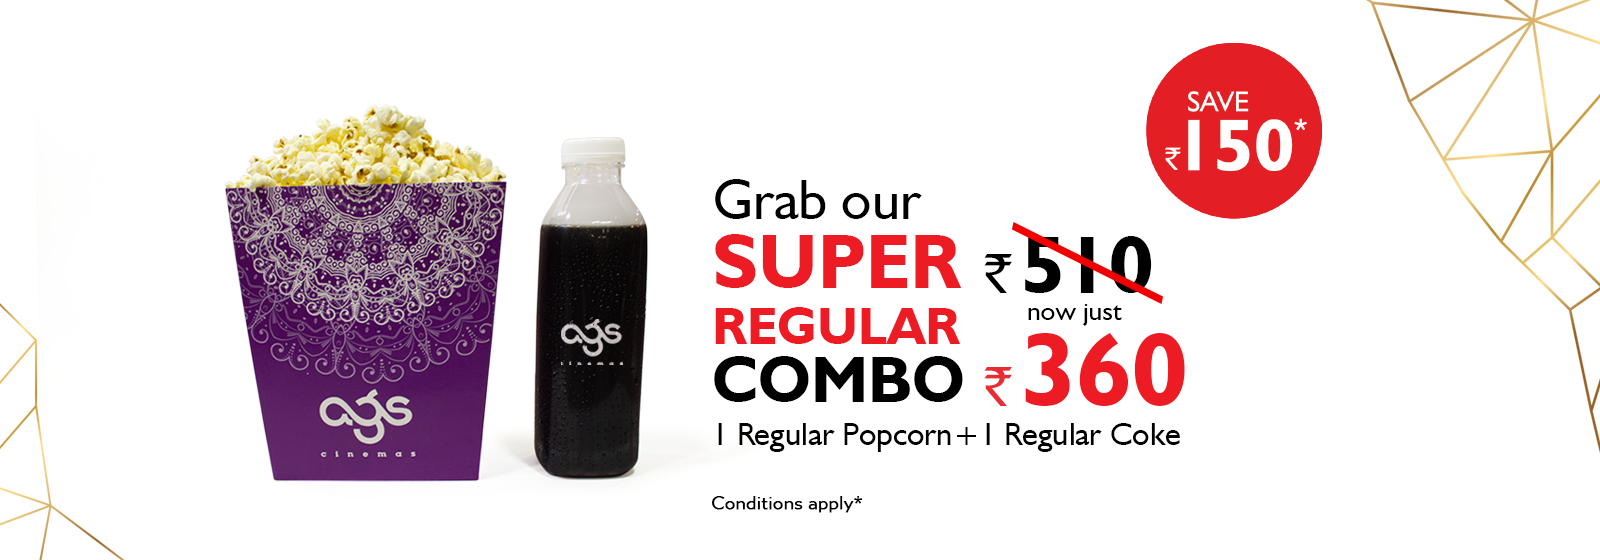 SAVE
₹150*
Grab our
SUPER ₹510
now just
REGULAR
COMBO ₹360
1 Regular Popcorn+1 Regular Coke
Conditions apply*
ags
cinemas
ags
cinemas